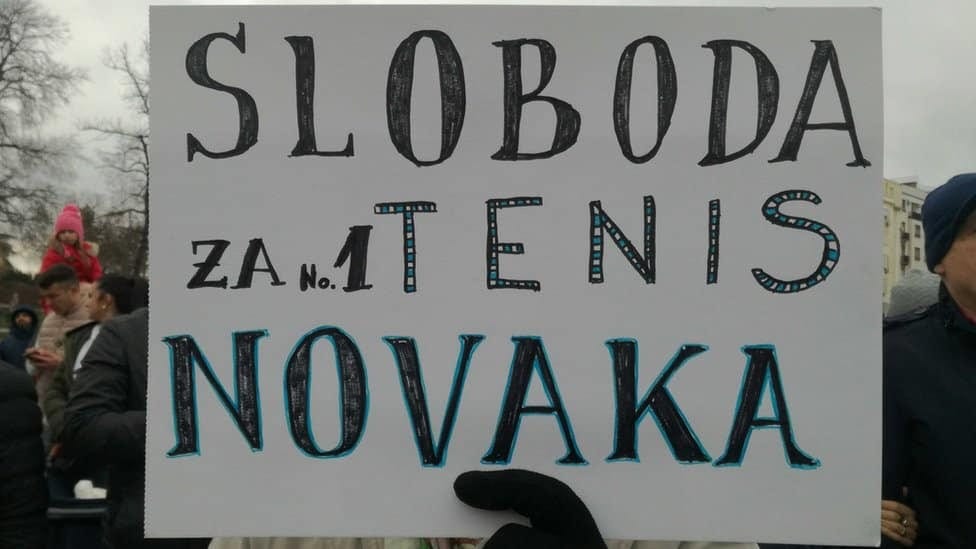 SLOBODA
ZA No.1 TENIS
NOVAKA